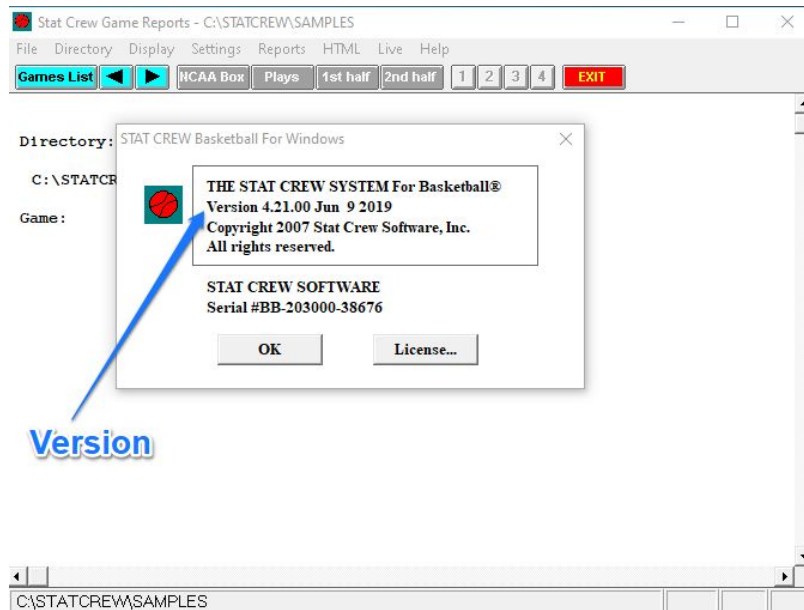 Stat Crew Game Reports - C:\STATCREW\SAMPLES
File Directory Display Settings Reports HTML Live Help
Games List NCAA Box Plays 1st half 2nd half 1 2 3 4 EXIT
Directory:
STAT CREW Basketball For Windows
C:\STATCR
THE STAT CREW SYSTEM For Basketball®
Version 4.21.00 Jun 9 2019
Game:
Copyright 2007 Stat Crew Software, Inc.
All rights reserved.
STAT CREW SOFTWARE
Serial #BB-203000-38676
OK License...
Version
C:\STATCREW\SAMPLES